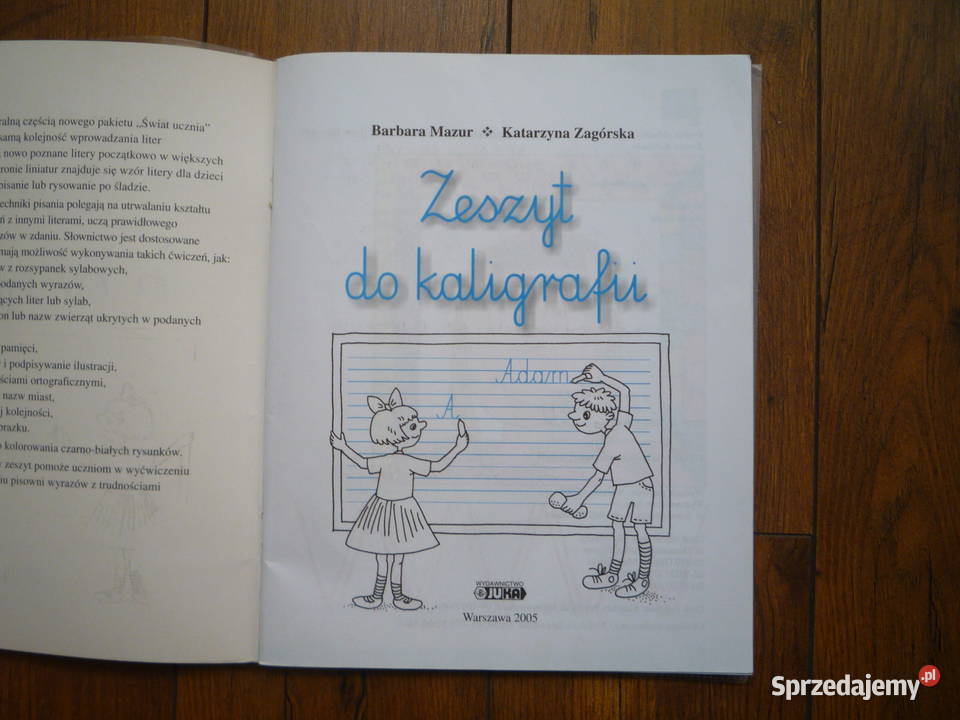 ralną częścią nowego pakietu „Świat ucznia”
samą kolejność wprowadzania liter
nowo poznane litery początkowo w większych
ronie liniatur znajduje się wzór litery dla dzieci
pisanie lub rysowanie po śladzie.
echniki pisania polegają na utrwalaniu kształtu
ń z innymi literami, uczą prawidłowego
zów w zdaniu. Słownictwo jest dostosowane
mają możliwość wykonywania takich ćwiczeń, jak:
w z rozsypanek sylabowych,
podanych wyrazów,
ących liter lub sylab,
on lub nazw zwierząt ukrytych w podanych
pamięci,
i podpisywanie ilustracji,
ściami ortograficznymi,
nazw miast,
j kolejności,
brazku.
o kolorowania czarno-białych rysunków.
zeszyt pomoże uczniom w wyćwiczeniu
iu pisowni wyrazów z trudnościami
Barbara Mazur ❖ Katarzyna Zagórska
Zeszyt
do kaligrafii
Adam
A
WYDAWNICTWO
JUKA
Warszawa 2005
Sprzedajemy.pl